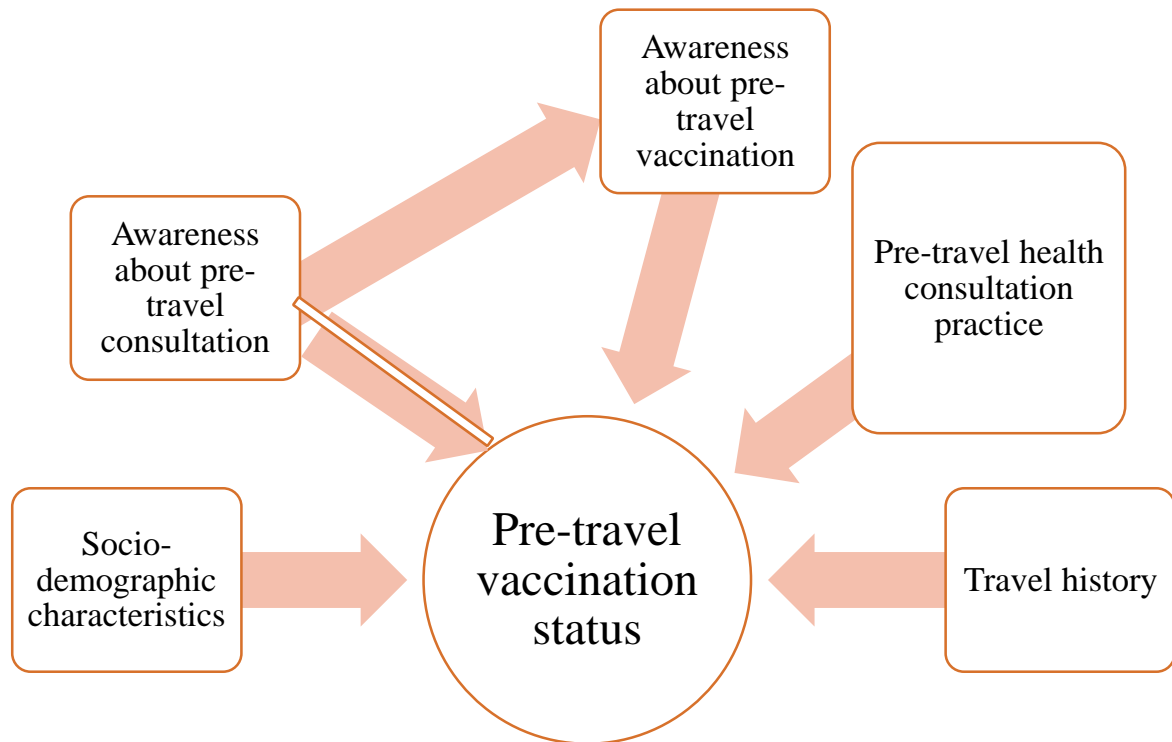 Awareness
about pre-
travel
vaccination
Awareness
about pre-
travel
consultation
Pre-travel health
consultation
practice
Socio-
demographic
characteristics
Pre-travel
vaccination
status
Travel history